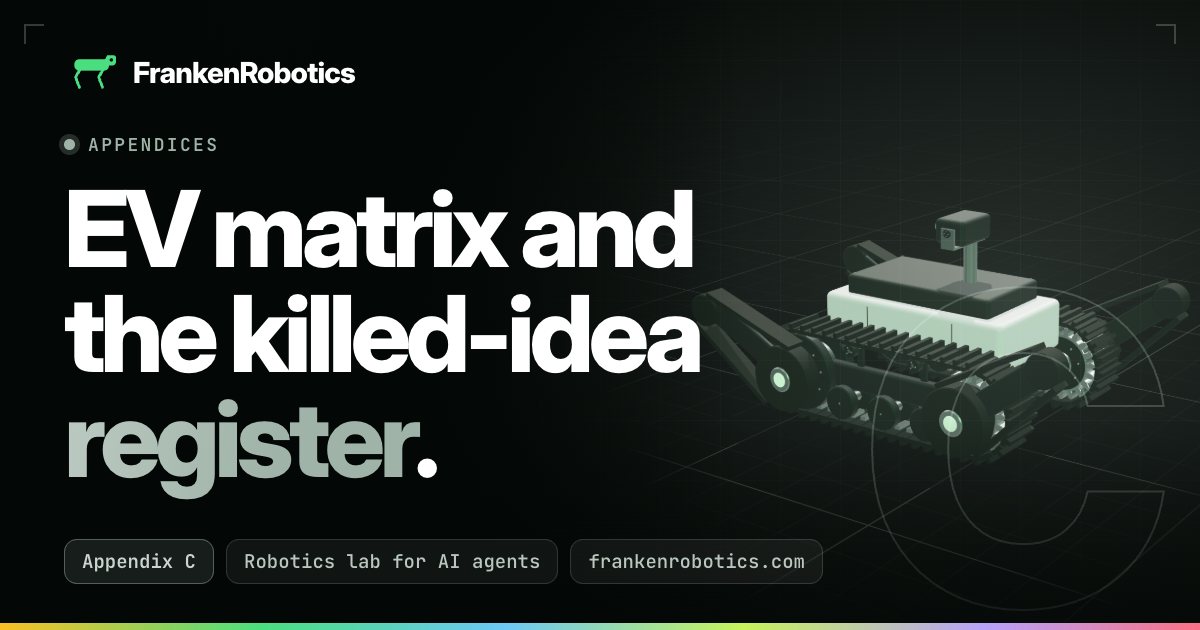 FrankenRobotics
APPENDICES
EV matrix and
the killed-idea
register.
Appendix C
Robotics lab for AI agents
frankenrobotics.com
C